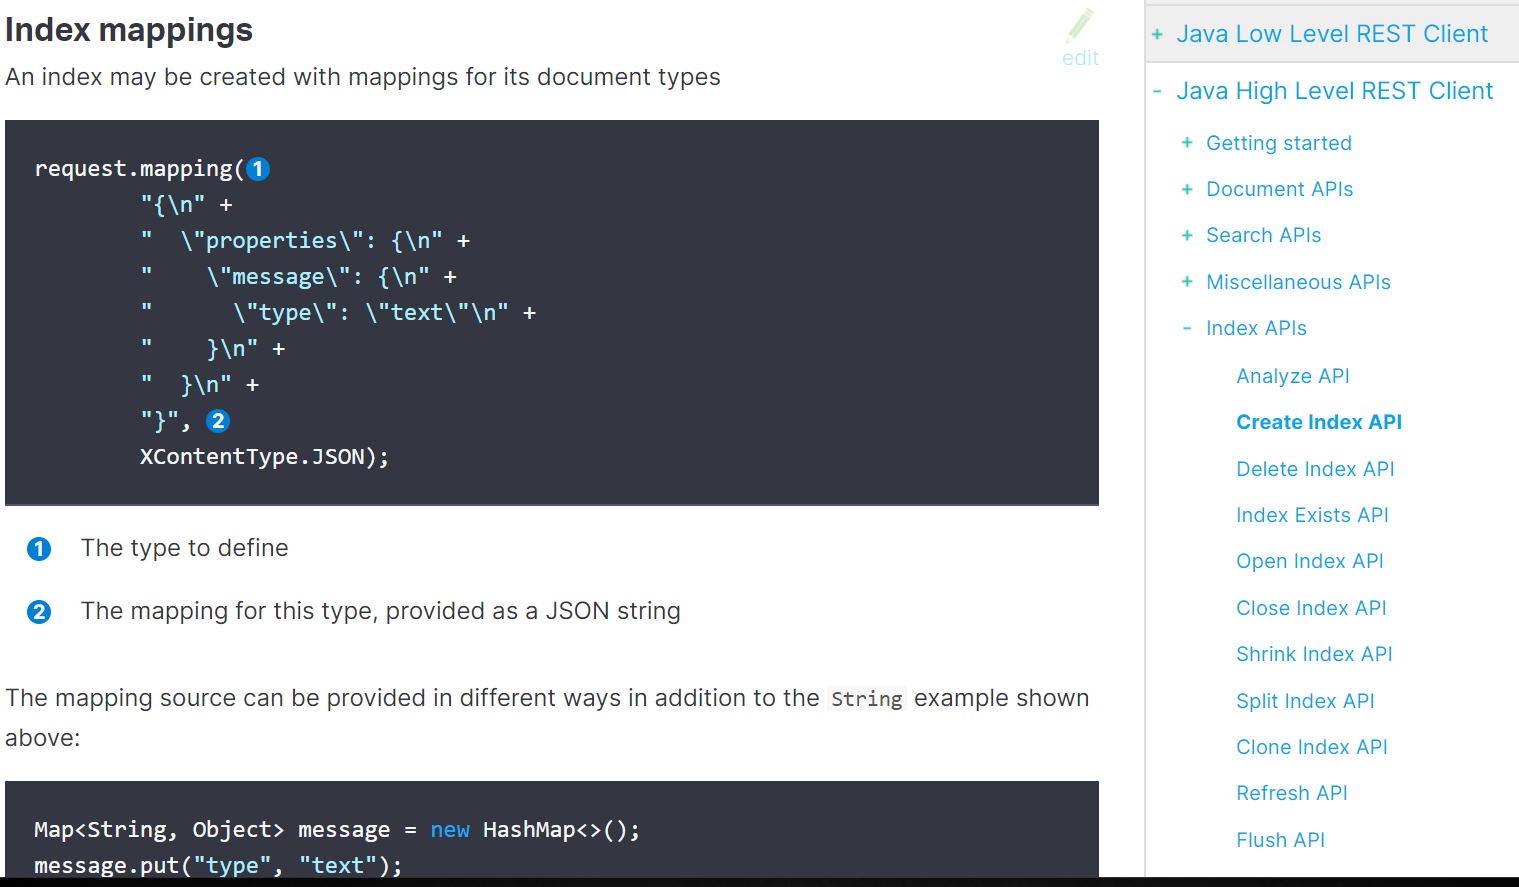 Index mappings
edit
An index may be created with mappings for its document types
request.mapping(1
"{\n" +
"  \"properties\": {\n" +
"    \"message\": {\n" +
"      \"type\": \"text\"\n" +
"    }\n" +
"  }\n" +
"}", 2
XContentType.JSON);
1 The type to define
2 The mapping for this type, provided as a JSON string
The mapping source can be provided in different ways in addition to the String example shown
above:
Map<String, Object> message = new HashMap<>();
message.put("type", "text");
+ Java Low Level REST Client
- Java High Level REST Client
+ Getting started
+ Document APIs
+ Search APIs
+ Miscellaneous APIs
- Index APIs
Analyze API
Create Index API
Delete Index API
Index Exists API
Open Index API
Close Index API
Shrink Index API
Split Index API
Clone Index API
Refresh API
Flush API